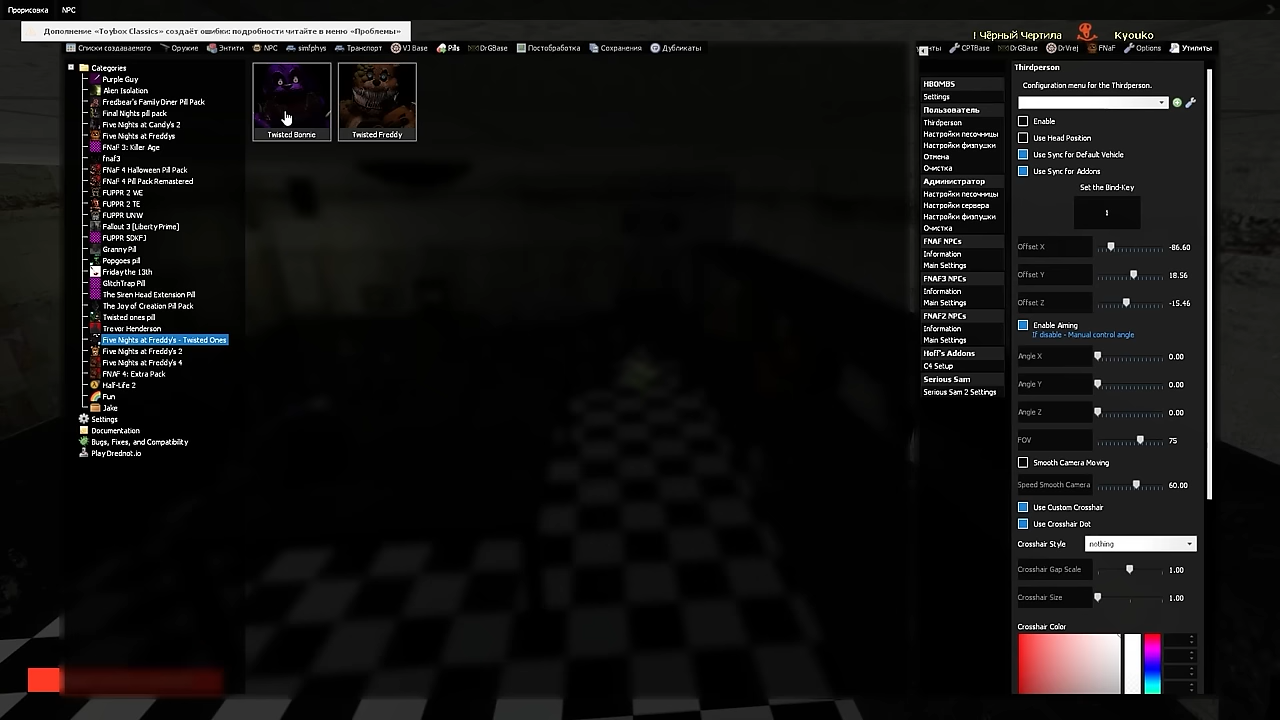 Прорисовка NPC
Дополнение «Toybox Classics» создаёт ошибки: подробности читайте в меню «Проблемы»
! Чёрный Чертила Kyouko
Списки создаваемого Оружие Энтити NPC simfphys Транспорт VJ Base Pills DrGBase Постобработка Сохранения Дубликаты
CPTBase DrGBase DrVrej FNaF Options Утилиты
Categories
Purple Guy
Alien Isolation
Fredbear's Family Diner Pill Pack
Final Nights pill pack
Five Nights at Candy's 2
Five Nights at Freddys
FNaF 3: Killer Age
fnaf3
FNAF 4 Halloween Pill Pack
FNAF 4 Pill Pack Remastered
FUPPR 2 WE
FUPPR 2 TE
FUPPR UNW
Fallout 3 [Liberty Prime]
FUPPR SDKFJ
Granny Pill
Popgoes pill
Friday the 13th
GlitchTrap Pill
The Siren Head Extension Pill
The Joy of Creation Pill Pack
Twisted ones pill
Trevor Henderson
Five Nights at Freddy's - Twisted Ones
Five Nights at Freddy's 2
Five Nights at Freddy's 4
FNAF 4: Extra Pack
Half-Life 2
Fun
Jake
Settings
Documentation
Bugs, Fixes, and Compatibility
Play Drednot.io
Twisted Bonnie
Twisted Freddy
HBOMBS
Settings
Пользователь
Thirdperson
Настройки песочницы
Настройки физпушки
Отмена
Очистка
Администратор
Настройки песочницы
Настройки сервера
Настройки физпушки
Очистка
FNAF NPCs
Information
Main Settings
FNAF3 NPCs
Information
Main Settings
FNAF2 NPCs
Information
Main Settings
Hoff's Addons
C4 Setup
Serious Sam
Serious Sam 2 Settings
Thirdperson
Configuration menu for the Thirdperson.
Enable
Use Head Position
Use Sync for Default Vehicle
Use Sync for Addons
Set the Bind-Key
Offset X -86.60
Offset Y 18.56
Offset Z -15.46
Enable Aiming
If disable - Manual control angle
Angle X 0.00
Angle Y 0.00
Angle Z 0.00
FOV 75
Smooth Camera Moving
Speed Smooth Camera 60.00
Use Custom Crosshair
Use Crosshair Dot
Crosshair Style nothing
Crosshair Gap Scale 1.00
Crosshair Size 1.00
Crosshair Color